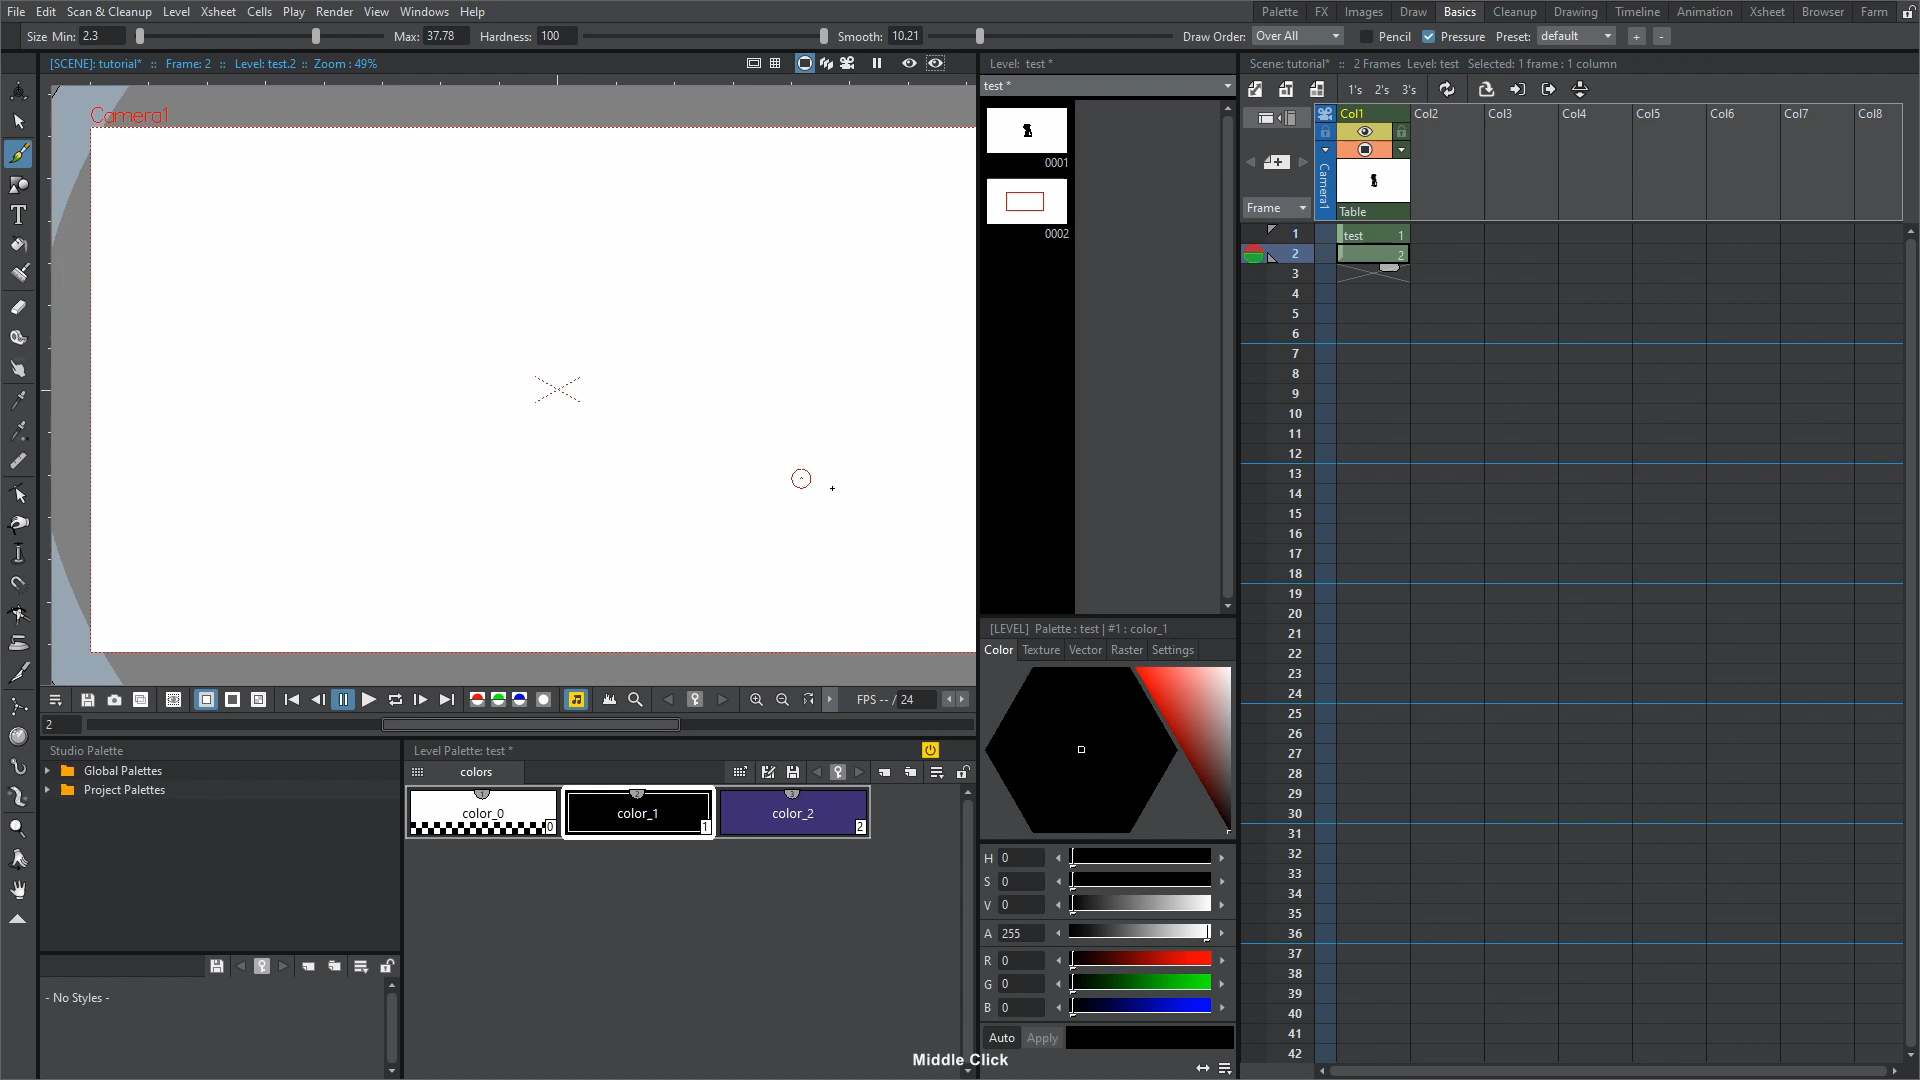 File Edit Scan & Cleanup Level Xsheet Cells Play Render View Windows Help
Palette FX Images Draw Basics Cleanup Drawing Timeline Animation Xsheet Browser Farm
Size Min: 2.3 Max: 37.78 Hardness: 100 Smooth: 10.21 Draw Order: Over All Pencil Pressure Preset: default + -
[SCENE]: tutorial* :: Frame: 2 :: Level: test.2 :: Zoom : 49%
Camera1
Level: test *
test *
0001
0002
Scene: tutorial* :: 2 Frames Level: test Selected: 1 frame : 1 column
1's 2's 3's
Col1 Col2 Col3 Col4 Col5 Col6 Col7 Col8
Camera1
Frame
Table
1 test 1
2 2
3
4
5
6
7
8
9
10
11
12
13
14
15
16
17
18
19
20
21
22
23
24
25
26
27
28
29
30
31
32
33
34
35
36
37
38
39
40
41
42
FPS -- / 24
2
Studio Palette
Global Palettes
Project Palettes
- No Styles -
Level Palette: test *
colors
1 color_0 0
2 color_1 1
3 color_2 2
[LEVEL] Palette : test | #1 : color_1
Color Texture Vector Raster Settings
H 0
S 0
V 0
A 255
R 0
G 0
B 0
Auto Apply
Middle Click